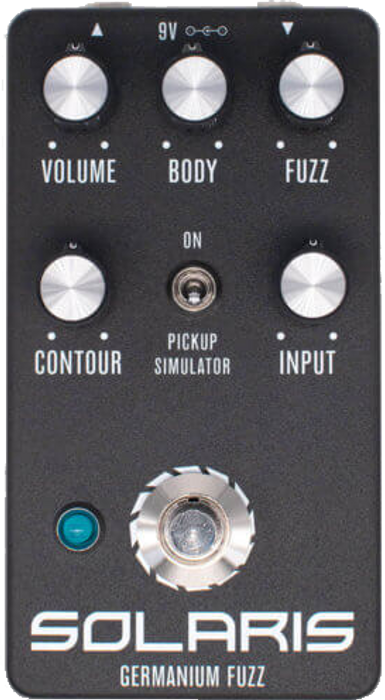 9V
VOLUME BODY FUZZ
ON
PICKUP
SIMULATOR
CONTOUR INPUT
SOLARIS
GERMANIUM FUZZ